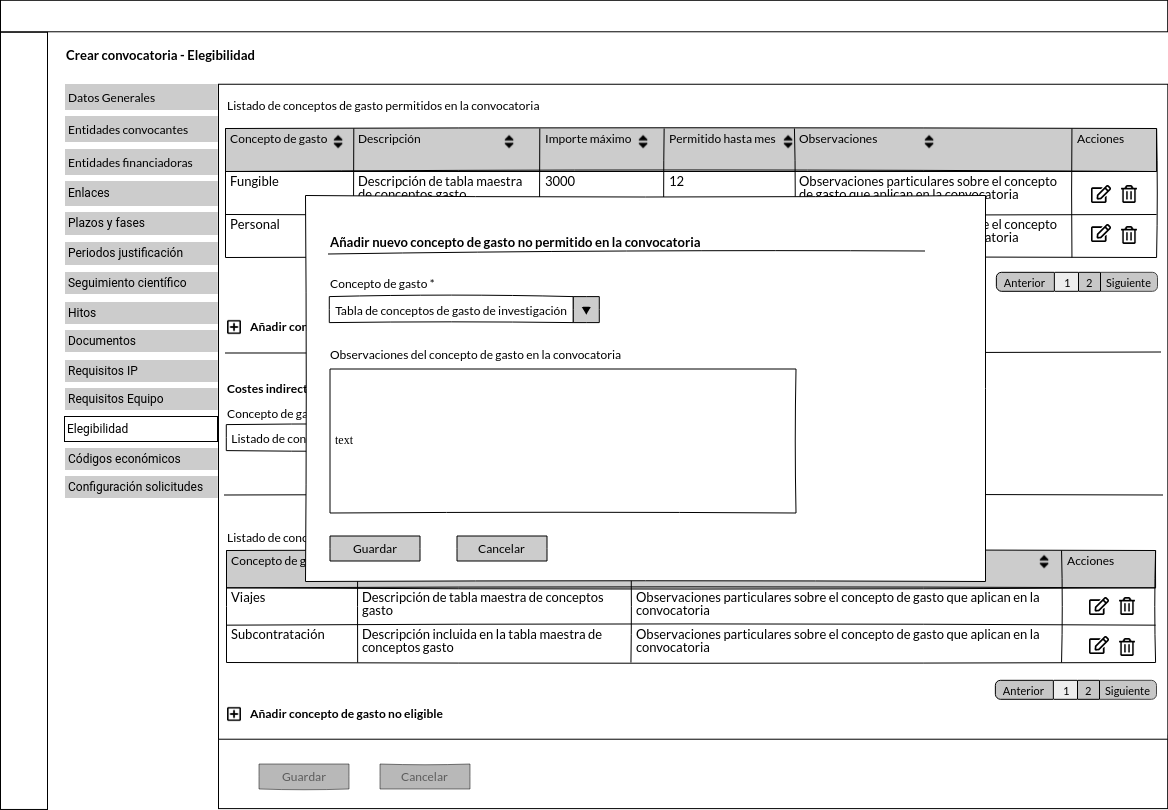 Crear convocatoria - Elegibilidad
Datos Generales
Entidades convocantes
Entidades financiadoras
Enlaces
Plazos y fases
Periodos justificación
Seguimiento científico
Hitos
Documentos
Requisitos IP
Requisitos Equipo
Elegibilidad
Códigos económicos
Configuración solicitudes
Listado de conceptos de gasto permitidos en la convocatoria
Concepto de gasto Descripción Importe máximo Permitido hasta mes Observaciones Acciones
Fungible Descripción de tabla maestra 3000 12 Observaciones particulares sobre el concepto
de conceptos gasto de gasto que aplican en la convocatoria
Personal e el concepto
atoria
Anterior 1 2 Siguiente
Añadir con
Costes indirect
Concepto de ga
Listado de con
Añadir nuevo concepto de gasto no permitido en la convocatoria
Concepto de gasto *
Tabla de conceptos de gasto de investigación
Observaciones del concepto de gasto en la convocatoria
text
Guardar Cancelar
Listado de conc
Concepto de g Acciones
Viajes Descripción de tabla maestra de conceptos Observaciones particulares sobre el concepto de gasto que aplican en la
gasto convocatoria
Subcontratación Descripción incluida en la tabla maestra de Observaciones particulares sobre el concepto de gasto que aplican en la
conceptos gasto convocatoria
Anterior 1 2 Siguiente
Añadir concepto de gasto no eligible
Guardar Cancelar